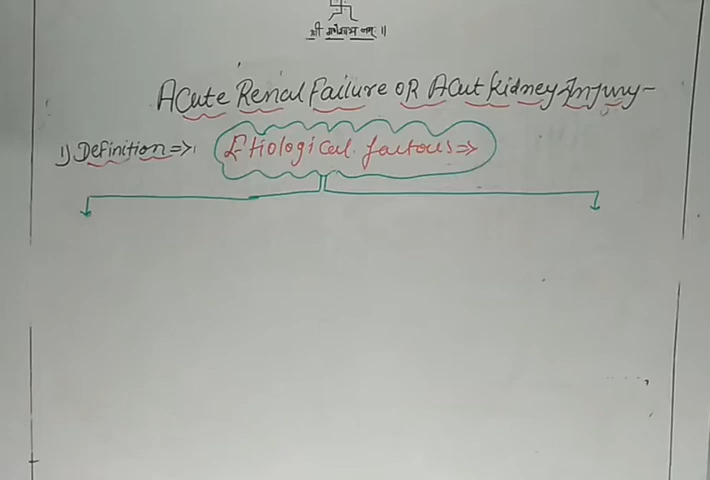 श्री गणेशाय नमः ॥
Acute Renal Failure OR Acut Kidney Injury-
1) Definition => Etiological factors =>